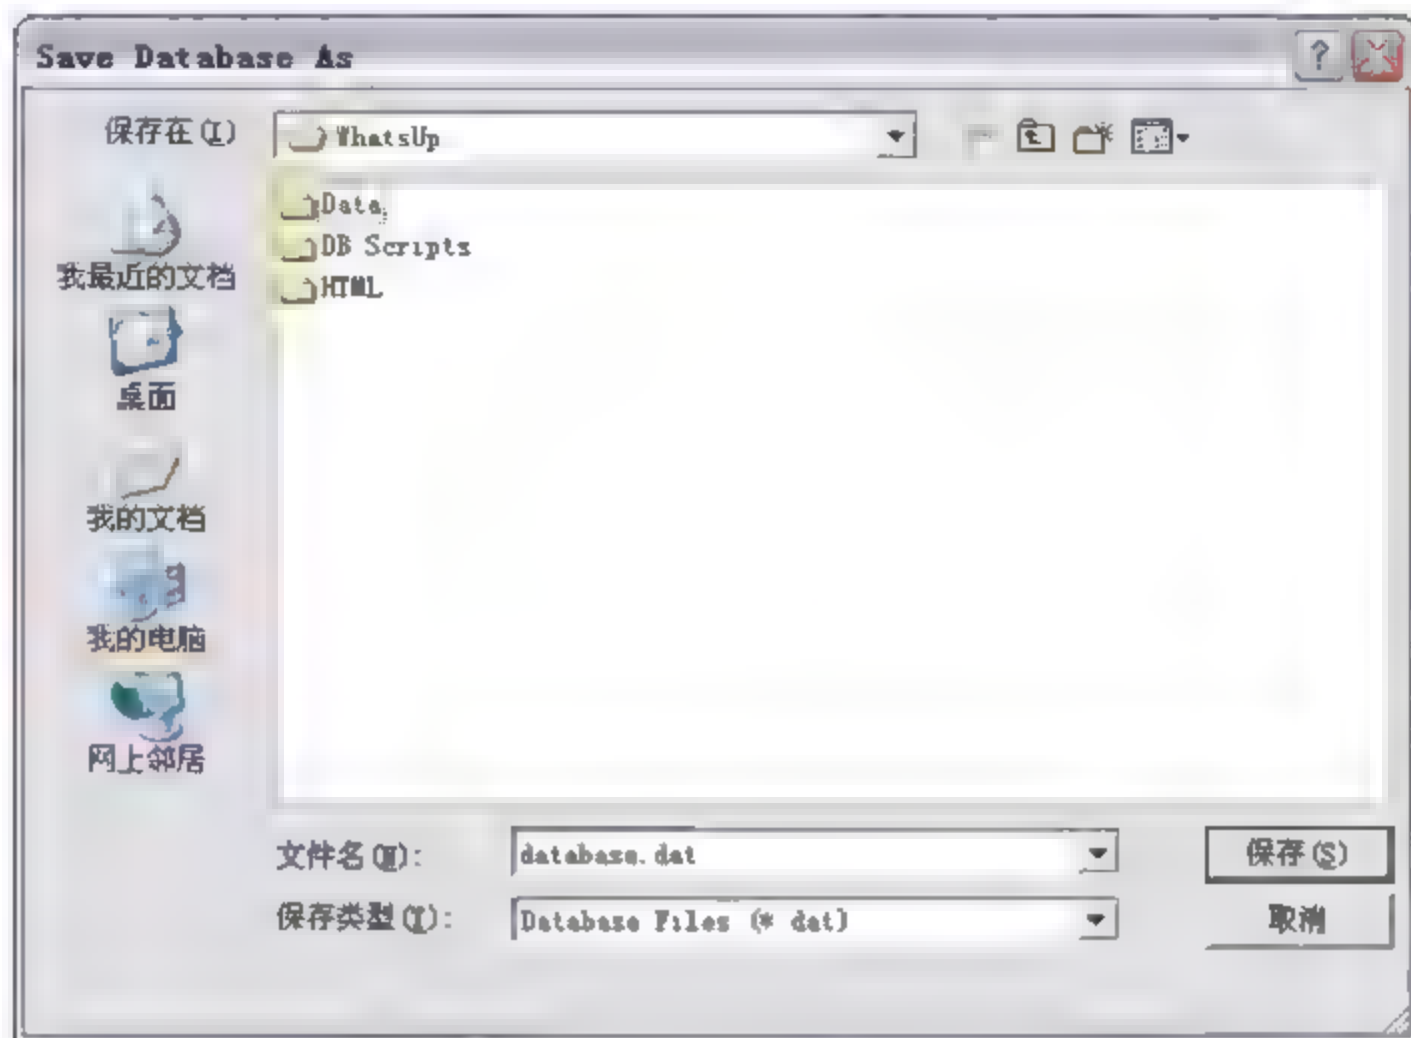 Save Database As
保存在(I)
WhatsUp
Data
DB Scripts
HTML
我最近的文档
桌面
我的文档
我的电脑
网上邻居
文件名(N):
database.dat
保存(S)
保存类型(T):
Database Files (* dat)
取消